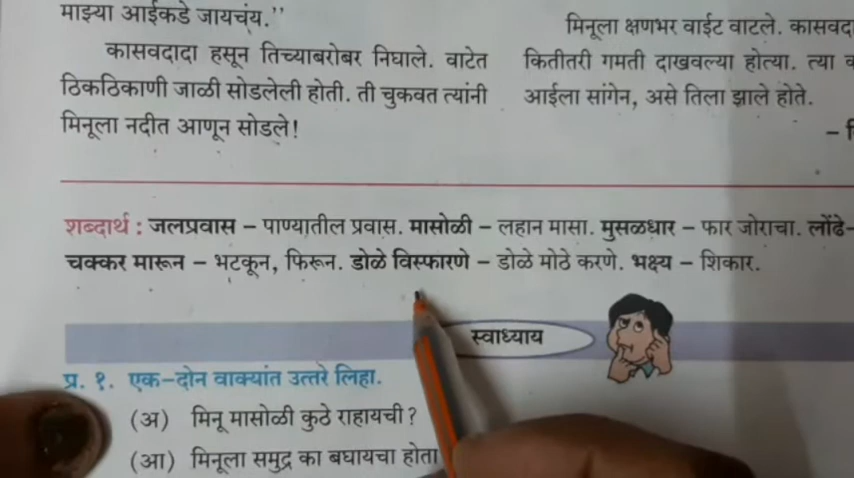 माझ्या आईकडे जायचंय.”
कासवदादा हसून तिच्याबरोबर निघाले. वाटेत
ठिकठिकाणी जाळी सोडलेली होती. ती चुकवत त्यांनी
मिनूला नदीत आणून सोडले!
मिनूला क्षणभर वाईट वाटले.
कितीतरी गमती दाखवल्या होत्या. त्या
आईला सांगेन, असे तिला झाले होते.
शब्दार्थ : जलप्रवास – पाण्यातील प्रवास. मासोळी – लहान मासा. मुसळधार – फार जोराचा. लोंढे–
चक्कर मारून – भटकून, फिरून. डोळे विस्फारणे – डोळे मोठे करणे. भक्ष्य – शिकार.
स्वाध्याय
प्र. १. एक-दोन वाक्यांत उत्तरे लिहा.
(अ) मिनू मासोळी कुठे राहायची?
(आ) मिनूला समुद्र का बघायचा होता